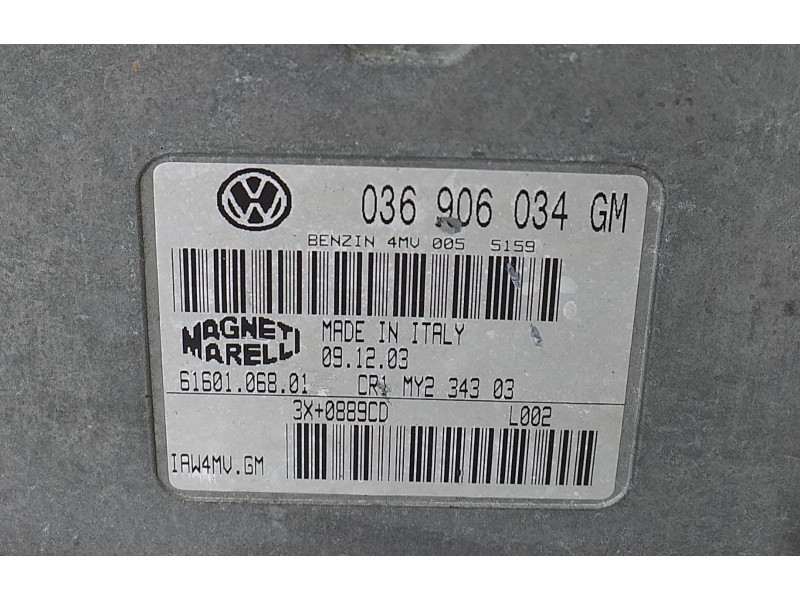 VW
036 906 034 GM
BENZIN 4MV 005 5159
MAGNETI
MARELLI
MADE IN ITALY
09.12.03
61601.068.01 CR1 MY2 343 03
3X+0889CD L002
IAW4MV.GM